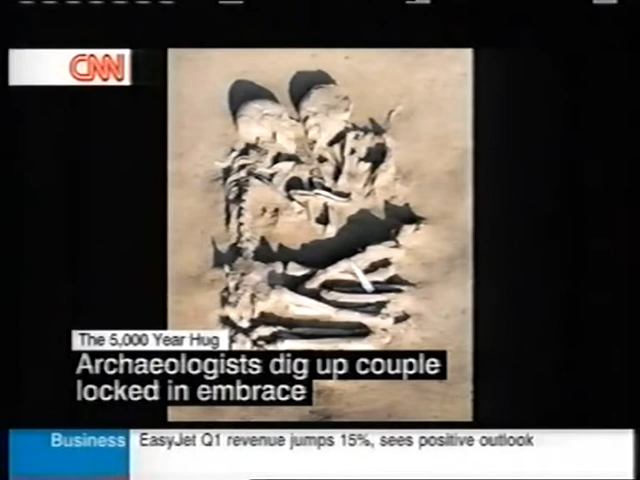 CNN
The 5,000 Year Hug
Archaeologists dig up couple
locked in embrace
Business EasyJet Q1 revenue jumps 15%, sees positive outlook